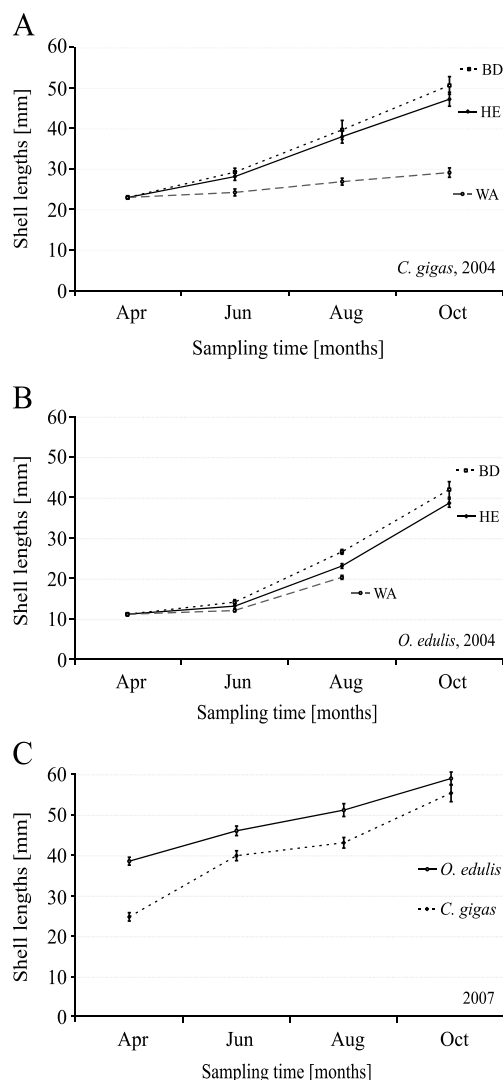 A
Shell lengths [mm]
60
50
40
30
20
10
0
BD
HE
WA
C. gigas, 2004
Apr Jun Aug Oct
Sampling time [months]
B
Shell lengths [mm]
60
50
40
30
20
10
0
BD
HE
WA
O. edulis, 2004
Apr Jun Aug Oct
Sampling time [months]
C
Shell lengths [mm]
60
50
40
30
20
10
0
O. edulis
C. gigas
2007
Apr Jun Aug Oct
Sampling time [months]